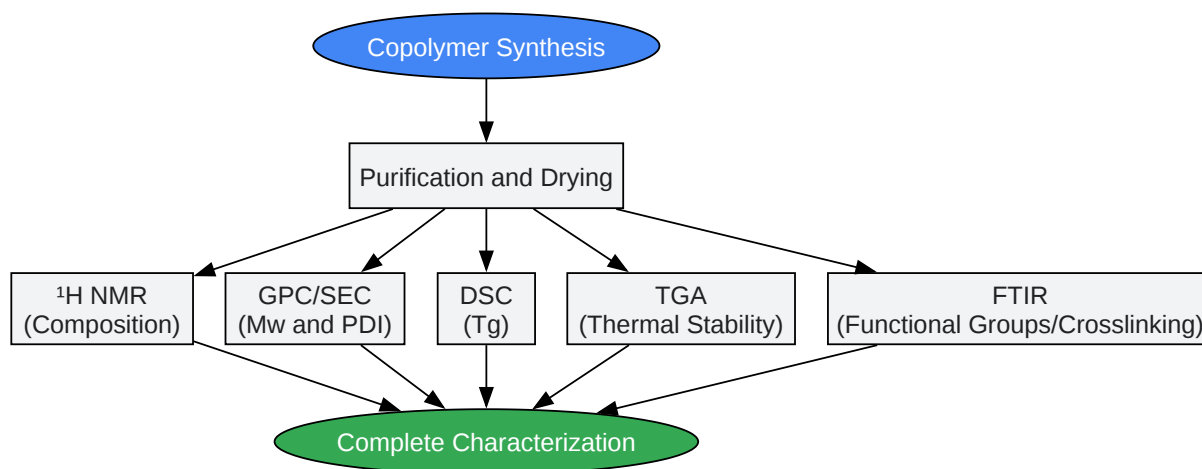 Copolymer Synthesis
Purification and Drying
¹H NMR
(Composition)
GPC/SEC
(Mw and PDI)
DSC
(Tg)
TGA
(Thermal Stability)
FTIR
(Functional Groups/Crosslinking)
Complete Characterization